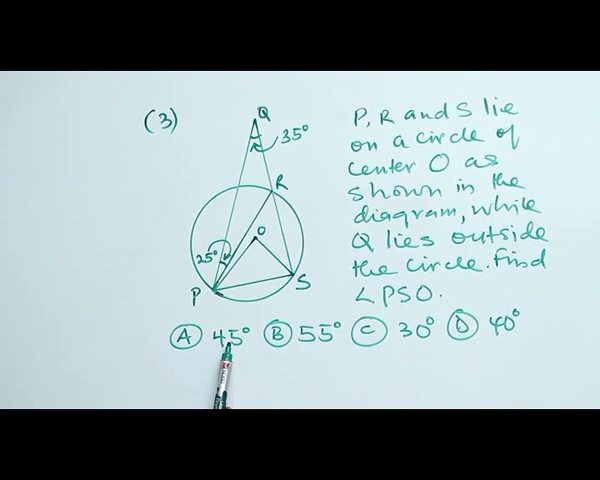 (3)
Q
35°
R
O
25°
P
S
P, R and S lie
on a circle of
center O as
shown in the
diagram, while
Q lies outside
the circle. Find
∠PSO.
(A) 45° (B) 55° (C) 30° (D) 40°